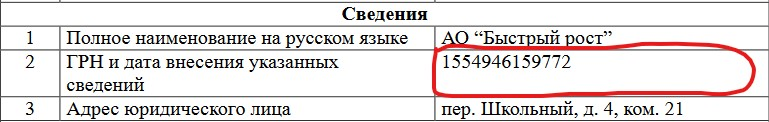 Сведения
1 Полное наименование на русском языке АО “Быстрый рост”
2 ГРН и дата внесения указанных 1554946159772
сведений
3 Адрес юридического лица пер. Школьный, д. 4, ком. 21